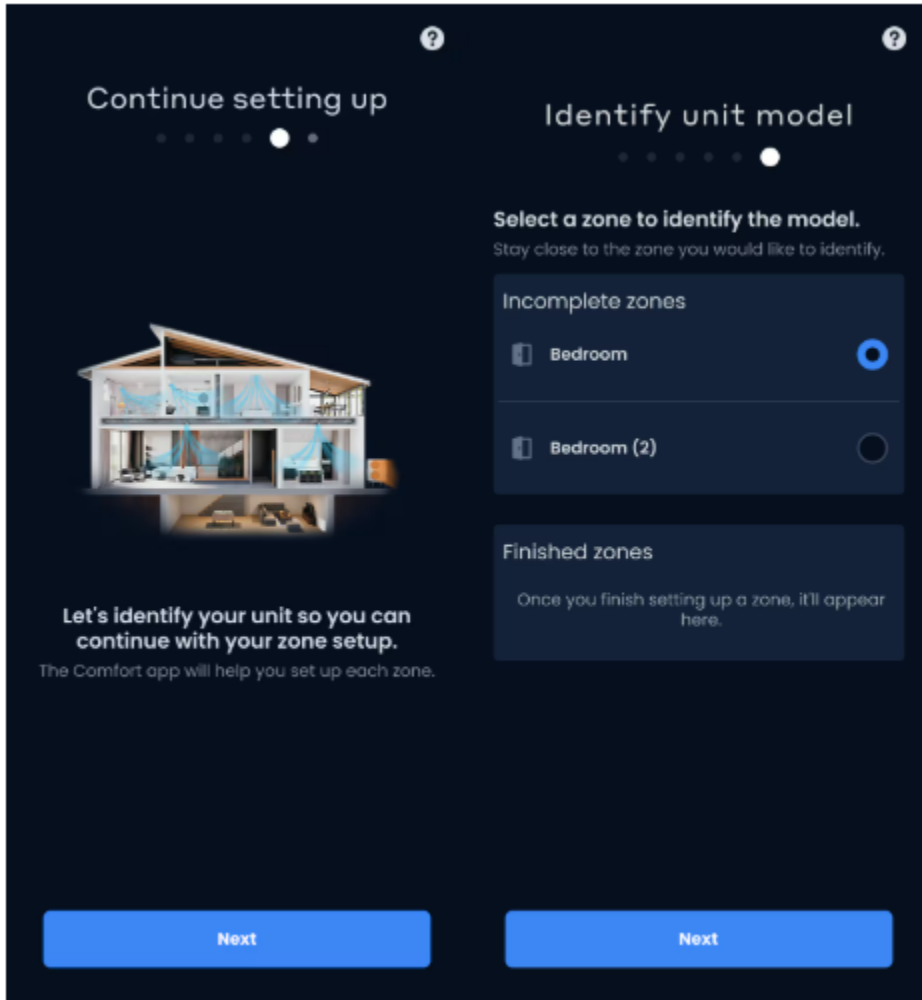 ?
Continue setting up
Let's identify your unit so you can
continue with your zone setup.
The Comfort app will help you set up each zone.
Next
?
Identify unit model
Select a zone to identify the model.
Stay close to the zone you would like to identify.
Incomplete zones
Bedroom
Bedroom (2)
Finished zones
Once you finish setting up a zone, it'll appear
here.
Next